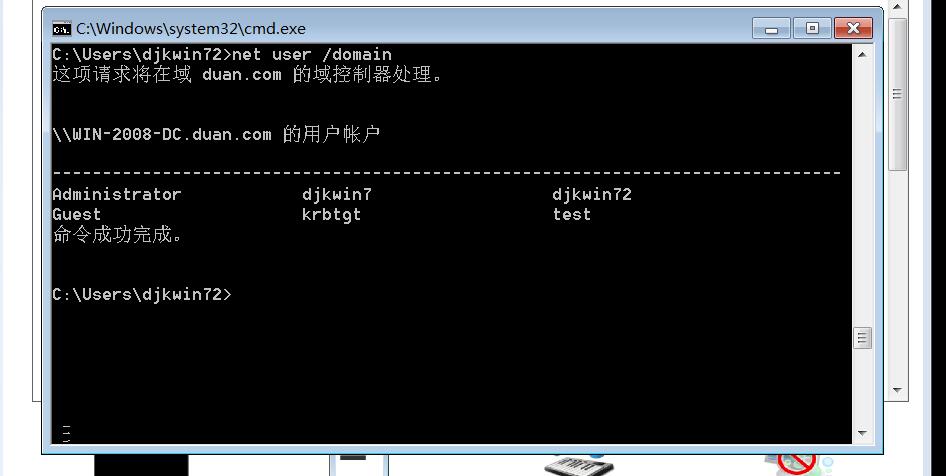 C:\Windows\system32\cmd.exe
C:\Users\djkwin72>net user /domain
这项请求将在域 duan.com 的域控制器处理。
\\WIN-2008-DC.duan.com 的用户帐户
-------------------------------------------------------------------------------
Administrator djkwin7 djkwin72
Guest krbtgt test
命令成功完成。
C:\Users\djkwin72>